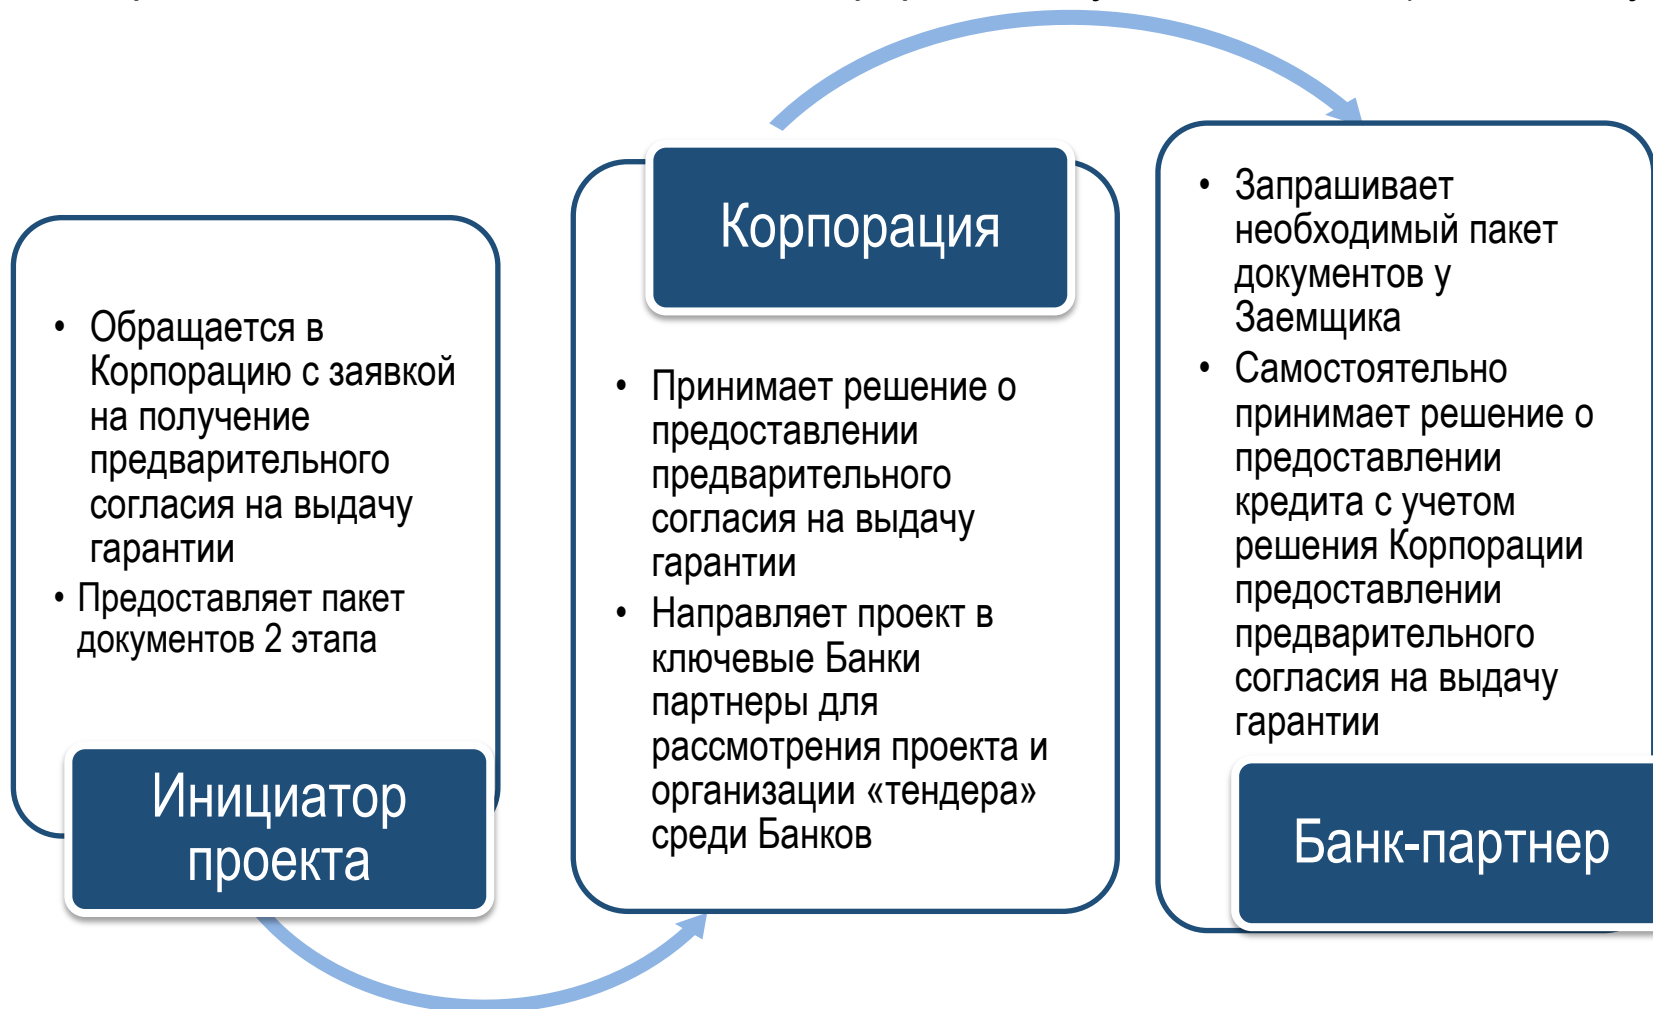 • Обращается в
Корпорацию с заявкой
на получение
предварительного
согласия на выдачу
гарантии
• Предоставляет пакет
документов 2 этапа
Инициатор
проекта
Корпорация
• Принимает решение о
предоставлении
предварительного
согласия на выдачу
гарантии
• Направляет проект в
ключевые Банки
партнеры для
рассмотрения проекта и
организации «тендера»
среди Банков
• Запрашивает
необходимый пакет
документов у
Заемщика
• Самостоятельно
принимает решение о
предоставлении
кредита с учетом
решения Корпорации
предоставлении
предварительного
согласия на выдачу
гарантии
Банк-партнер